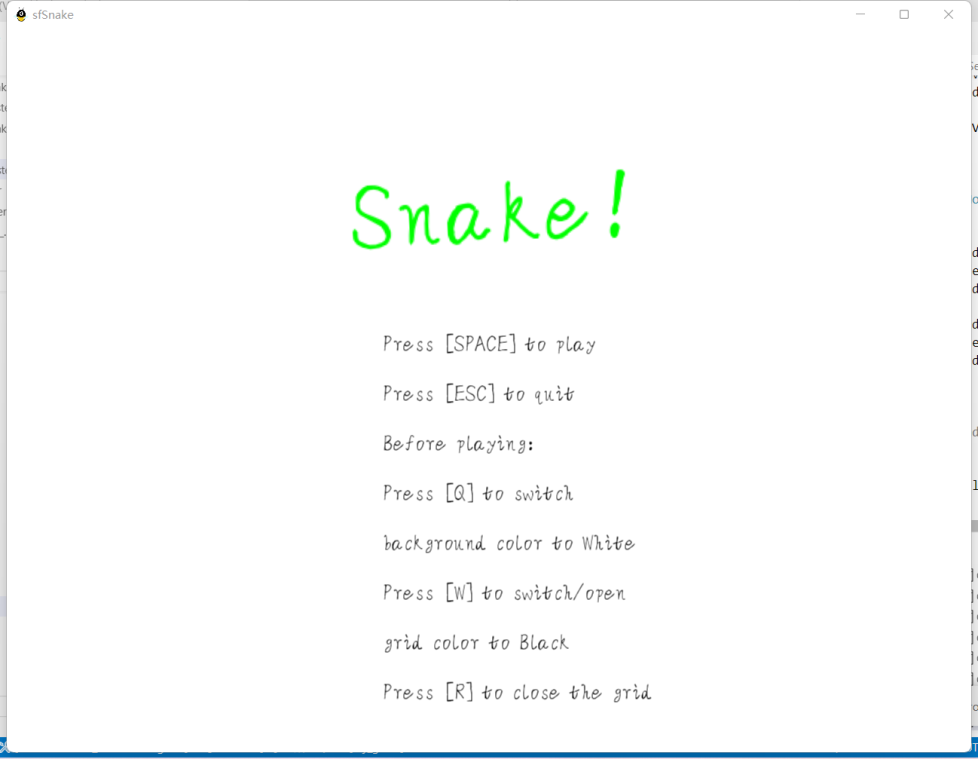 sfSnake
Snake!
Press [SPACE] to play
Press [ESC] to quit
Before playing:
Press [Q] to switch
background color to White
Press [W] to switch/open
grid color to Black
Press [R] to close the grid